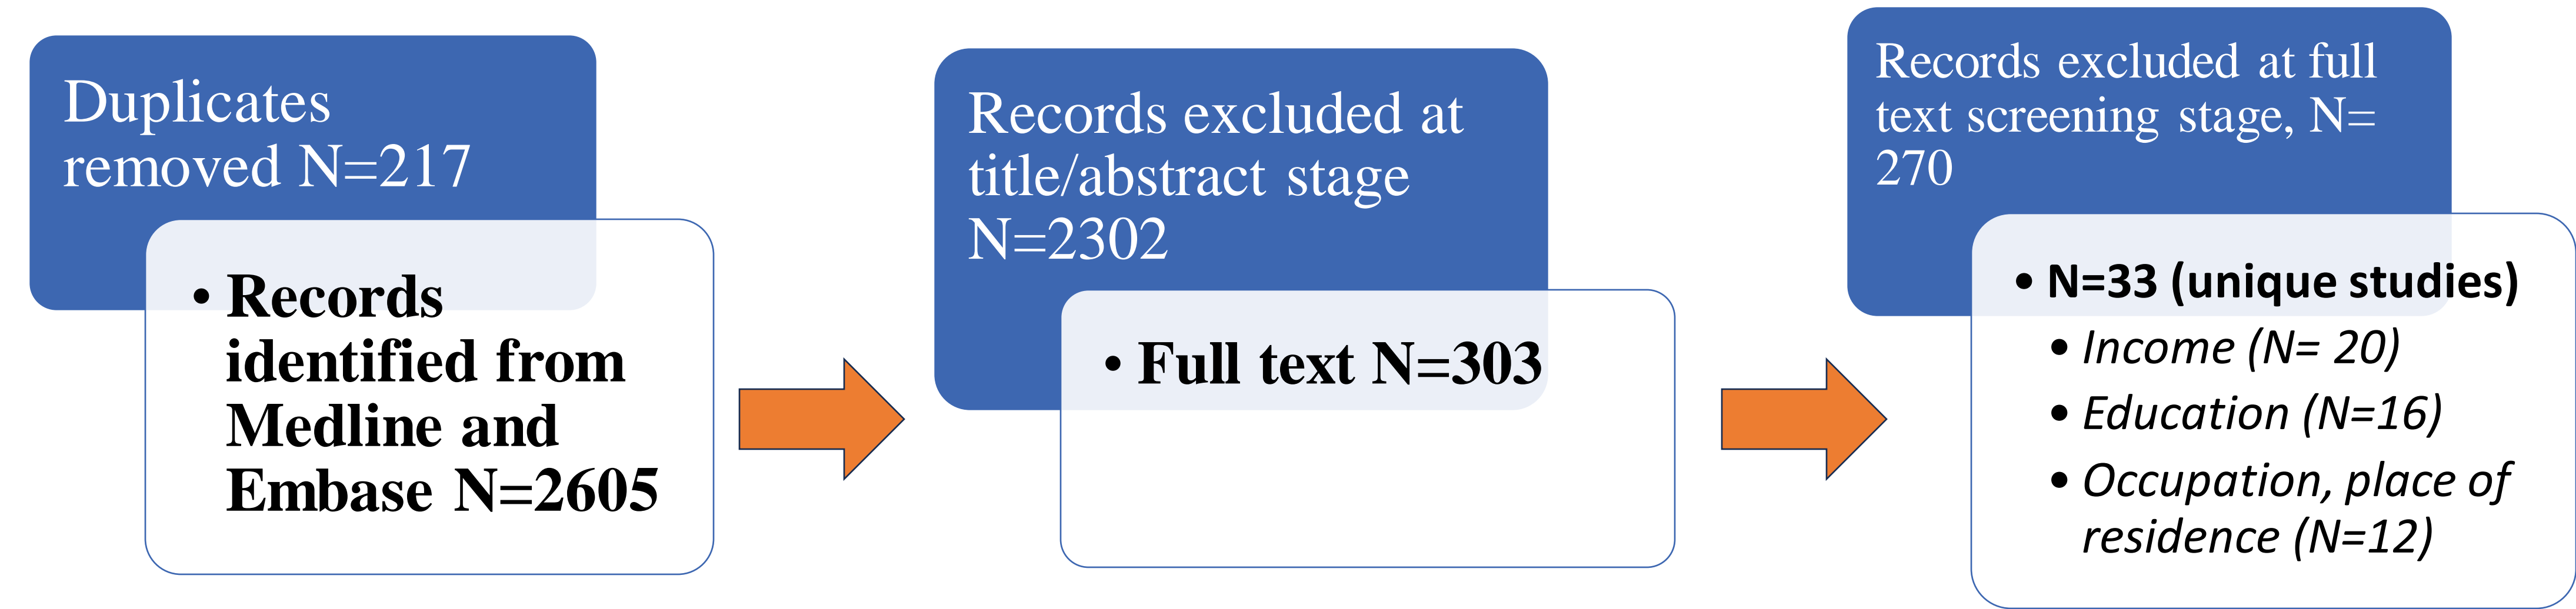 Duplicates
removed N=217
• Records
identified from
Medline and
Embase N=2605
Records excluded at
title/abstract stage
N=2302
• Full text N=303
Records excluded at full
text screening stage, N=
270
• N=33 (unique studies)
• Income (N= 20)
• Education (N=16)
• Occupation, place of
residence (N=12)